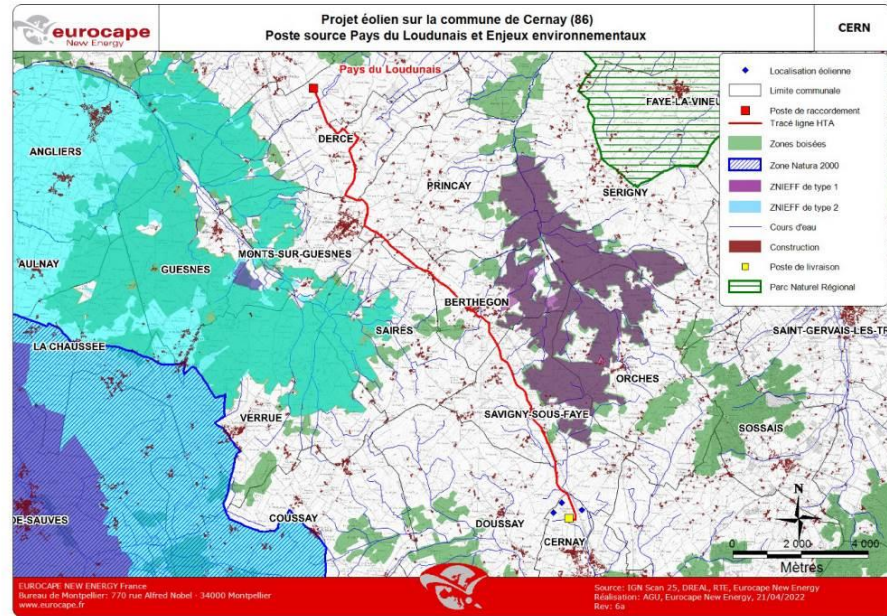 eurocape
New Energy
Projet éolien sur la commune de Cernay (86)
Poste source Pays du Loudunais et Enjeux environnementaux
CERN
Pays du Loudunais
FAYE-LA-VINEU
ANGLIERS
DERCE
PRINCAY
SERIGNY
AULNAY
GUESNES
MONTS-SUR-GUESNES
BERTHEGON
LA CHAUSSEE
SAIRES
SAINT-GERVAIS-LES-TR
ORCHES
VERRUE
SAVIGNY-SOUS-FAYE
SOSSAIS
DE-SAUVES
COUSSAY
DOUSSAY
CERNAY
Localisation éolienne
Limite communale
Poste de raccordement
Tracé ligne HTA
Zones boisées
Zone Natura 2000
ZNIEFF de type 1
ZNIEFF de type 2
Cours d'eau
Construction
Poste de livraison
Parc Naturel Régional
N
0 2 000 4 000
Mètres
EUROCAPE NEW ENERGY France
Bureau de Montpellier: 770 rue Alfred Nobel - 34000 Montpellier
www.eurocape.fr
Source: IGN Scan 25, DREAL, RTE, Eurocape New Energy
Réalisation: AGU, Eurocape New Energy, 21/04/2022
Rev: 6a